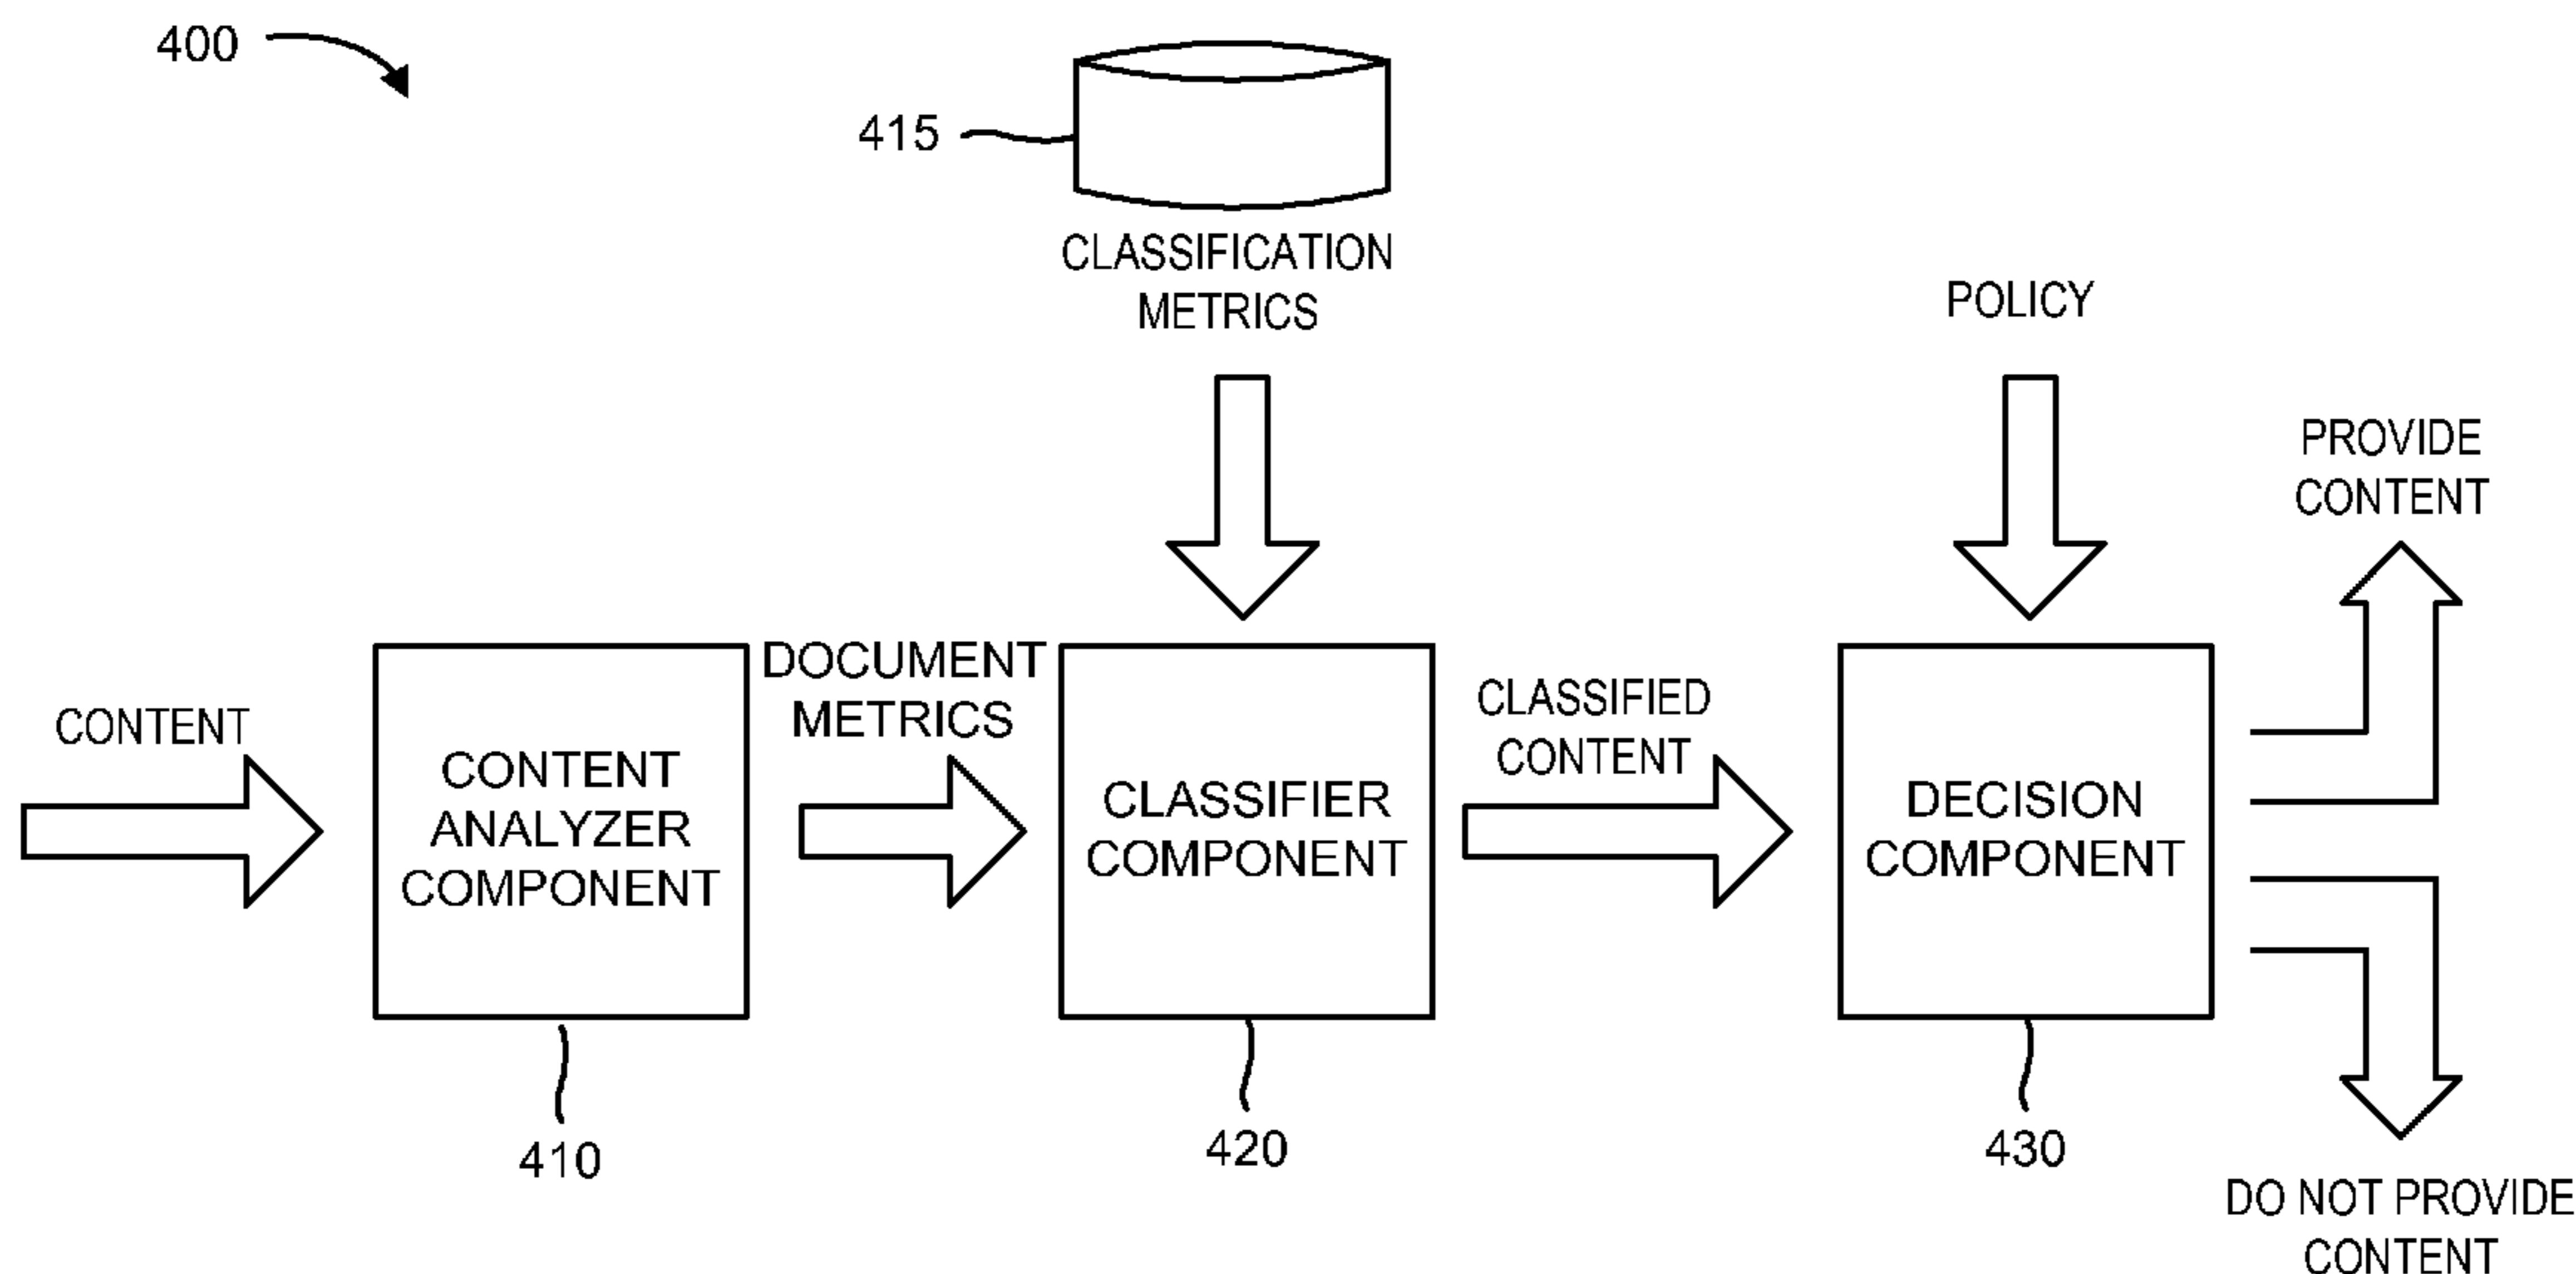 400
415
CLASSIFICATION
METRICS
POLICY
PROVIDE
CONTENT
CONTENT
CONTENT
ANALYZER
COMPONENT
410
DOCUMENT
METRICS
CLASSIFIER
COMPONENT
420
CLASSIFIED
CONTENT
DECISION
COMPONENT
430
DO NOT PROVIDE
CONTENT